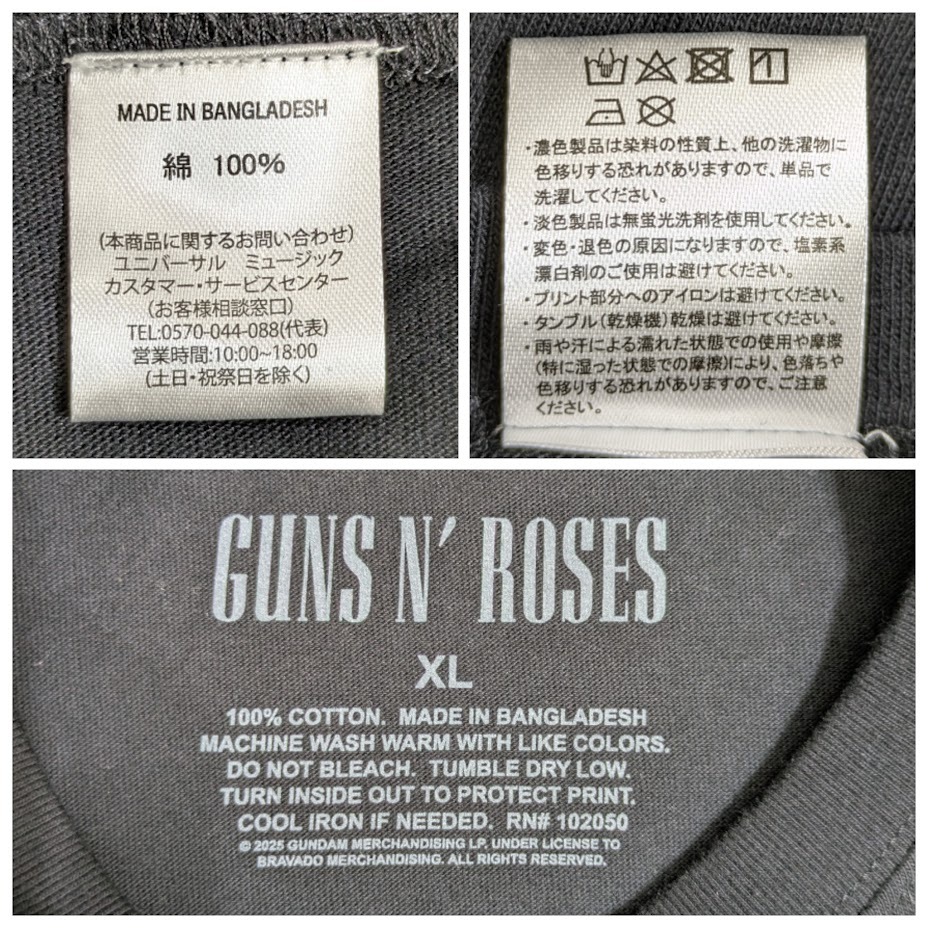 MADE IN BANGLADESH
綿 100%
(本商品に関するお問い合わせ)
ユニバーサル ミュージック
カスタマー・サービスセンター
(お客様相談窓口)
TEL:0570-044-088(代表)
営業時間:10:00~18:00
(土日・祝祭日を除く)
・濃色製品は染料の性質上、他の洗濯物に
色移りする恐れがありますので、単品で
洗濯してください。
・淡色製品は無蛍光洗剤を使用してください。
・変色・退色の原因になりますので、塩素系
漂白剤のご使用は避けてください。
・プリント部分へのアイロンは避けてください。
・タンブル(乾燥機)乾燥は避けてください。
・雨や汗による濡れた状態での使用や摩擦
(特に湿った状態での摩擦)により、色落ちや
色移りする恐れがありますので、ご注意
ください。
GUNS N' ROSES
XL
100% COTTON. MADE IN BANGLADESH
MACHINE WASH WARM WITH LIKE COLORS.
DO NOT BLEACH. TUMBLE DRY LOW.
TURN INSIDE OUT TO PROTECT PRINT.
COOL IRON IF NEEDED. RN# 102050
© 2025 GUNDAM MERCHANDISING LP. UNDER LICENSE TO
BRAVADO MERCHANDISING. ALL RIGHTS RESERVED.